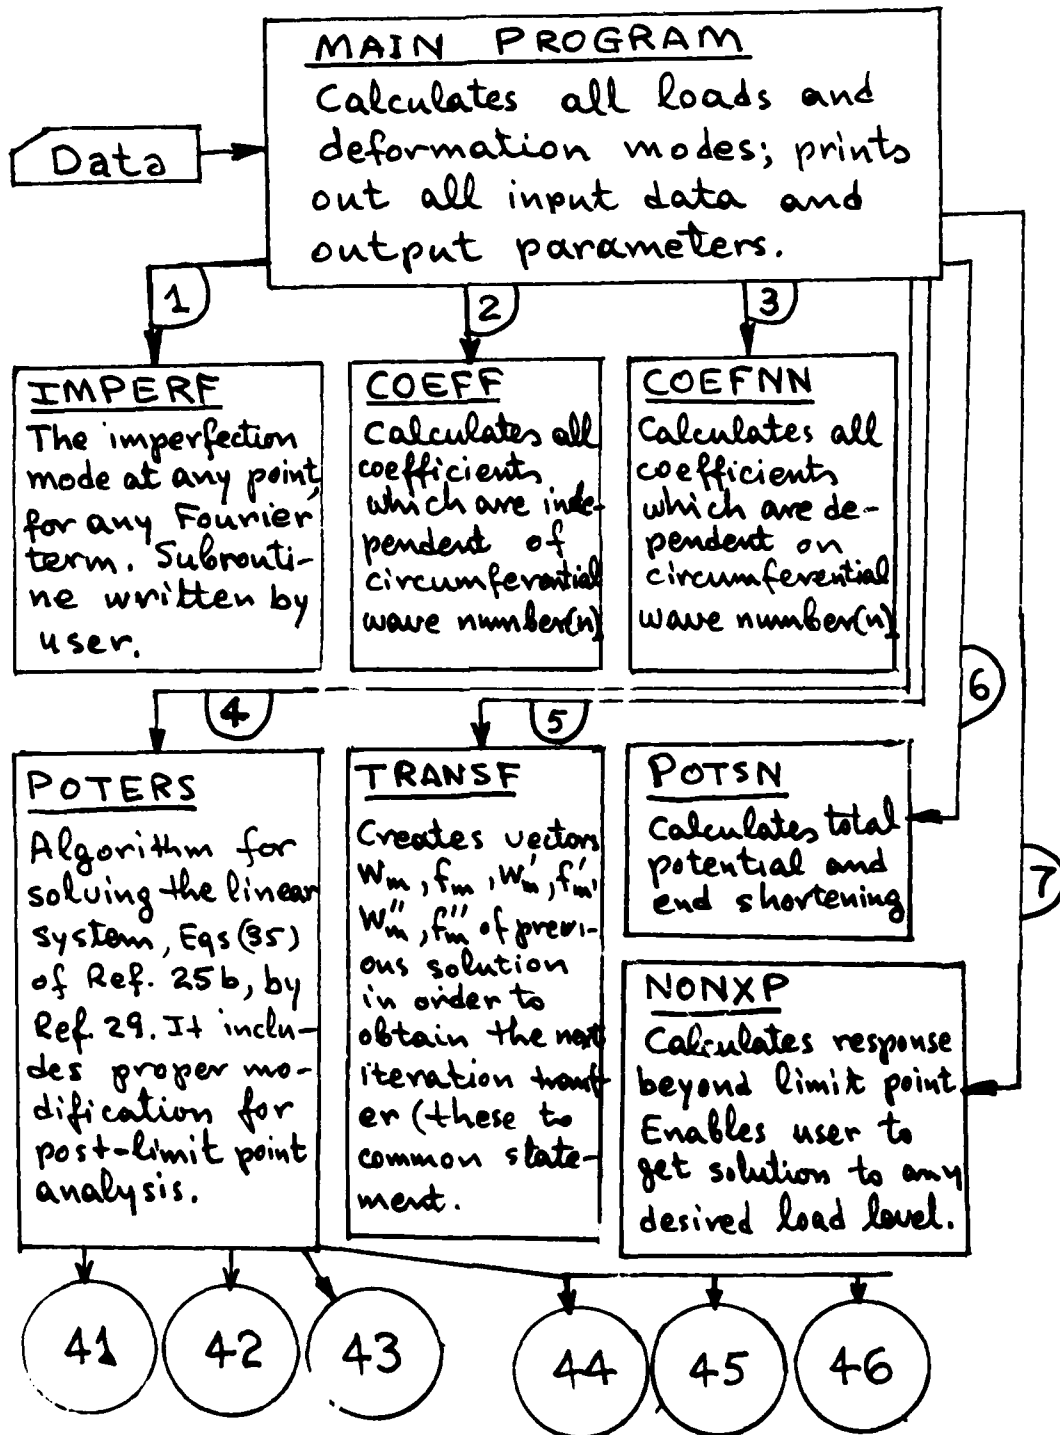 MAIN PROGRAM
Calculates all loads and
deformation modes; prints
out all input data and
output parameters.
Data
1
2
3
IMPERF
The imperfection
mode at any point,
for any Fourier
term. Subrouti-
ne written by
user.
COEFF
Calculates all
coefficients
which are inde-
pendent of
circumferential
wave number(n)
COEFNN
Calculates all
coefficients
which are de-
pendent on
circumferential
wave number(n)
4
5
6
7
POTERS
Algorithm for
solving the linear
system, Eqs (35)
of Ref. 25b, by
Ref. 29. It inclu-
des proper mo-
dification for
post-limit point
analysis.
TRANSF
Creates vectors
Wm, fm, W'm, f'm,
W''m, f''m of previ-
ous solution
in order to
obtain the next
iteration transf
er (these to
common state-
ment.
POTSN
Calculates total
potential and
end shortening
NONXP
Calculates response
beyond limit point
Enables user to
get solution to any
desired load level.
41
42
43
44
45
46